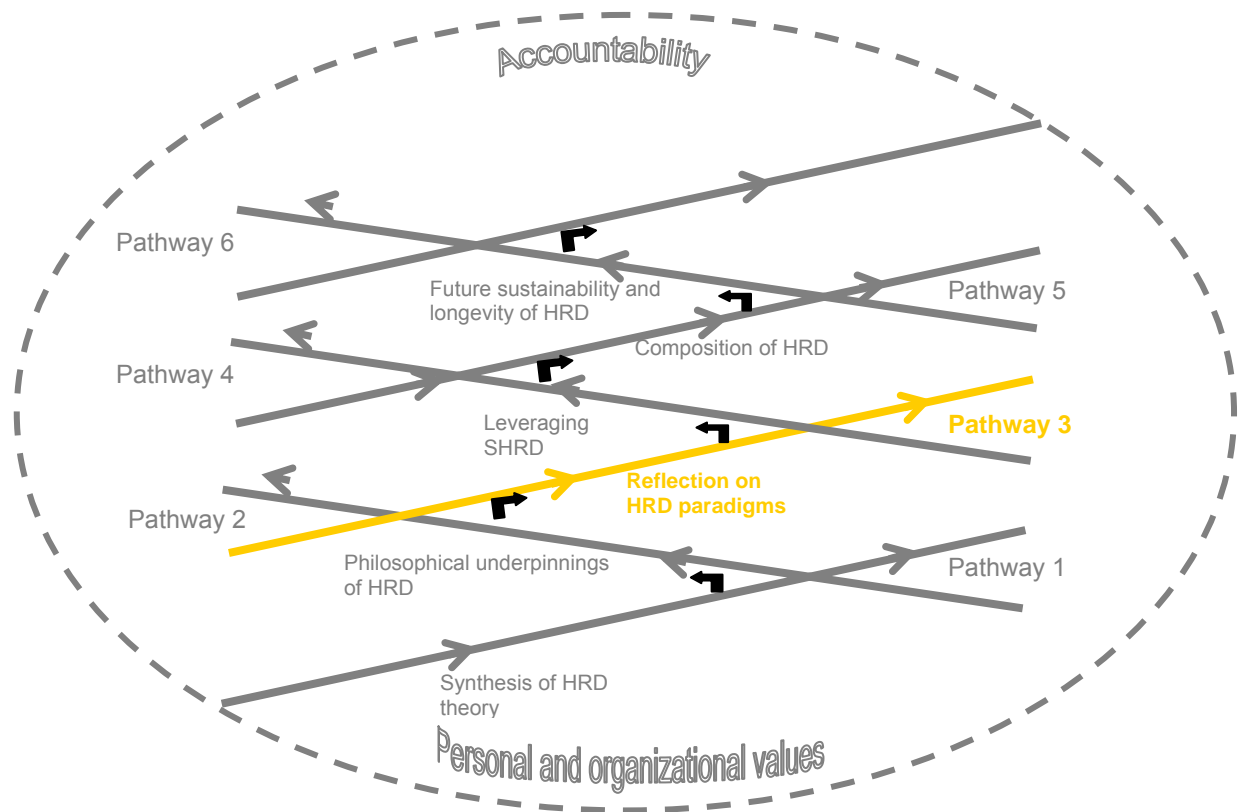 Accountability
Pathway 6
Future sustainability and
longevity of HRD
Pathway 5
Composition of HRD
Pathway 4
Leveraging
SHRD
Pathway 3
Reflection on
HRD paradigms
Pathway 2
Philosophical underpinnings
of HRD
Pathway 1
Synthesis of HRD
theory
Personal and organizational values